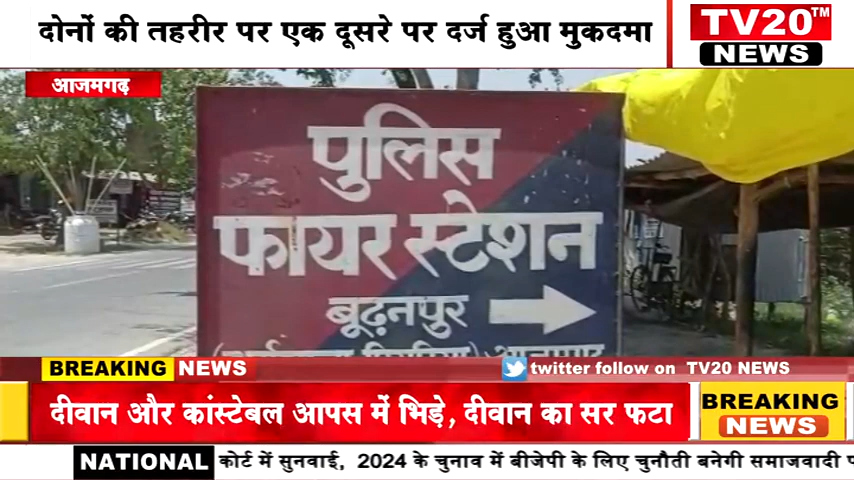 दोनों की तहरीर पर एक दूसरे पर दर्ज हुआ मुकदमा
TV20™
NEWS
आजमगढ़
पुलिस
फायर स्टेशन
बूढ़नपुर
BREAKING NEWS
twitter follow on TV20 NEWS
दीवान और कांस्टेबल आपस में भिड़े, दीवान का सर फटा
BREAKING
NEWS
NATIONAL
कोर्ट में सुनवाई, 2024 के चुनाव में बीजेपी के लिए चुनौती बनेगी समाजवादी